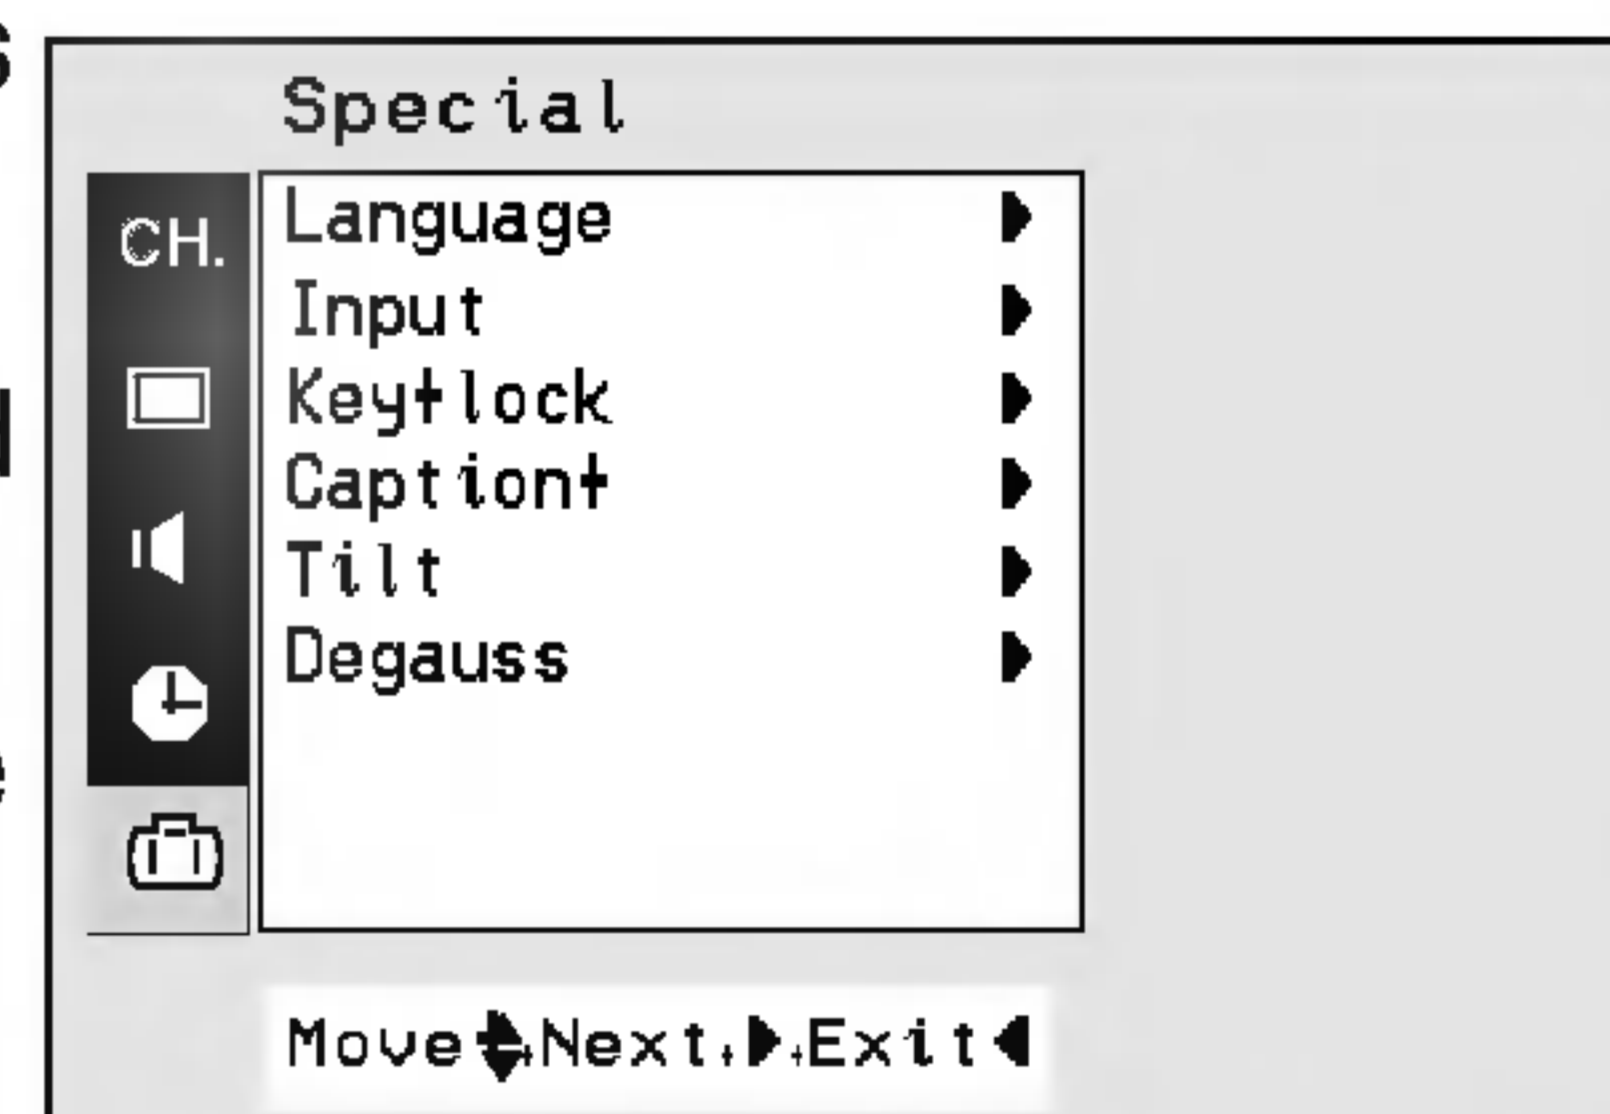 Special
CH.
Language ▶
Input ▶
Key†lock ▶
Caption† ▶
Tilt ▶
Degauss ▶
Move Next ▶ Exit ◀